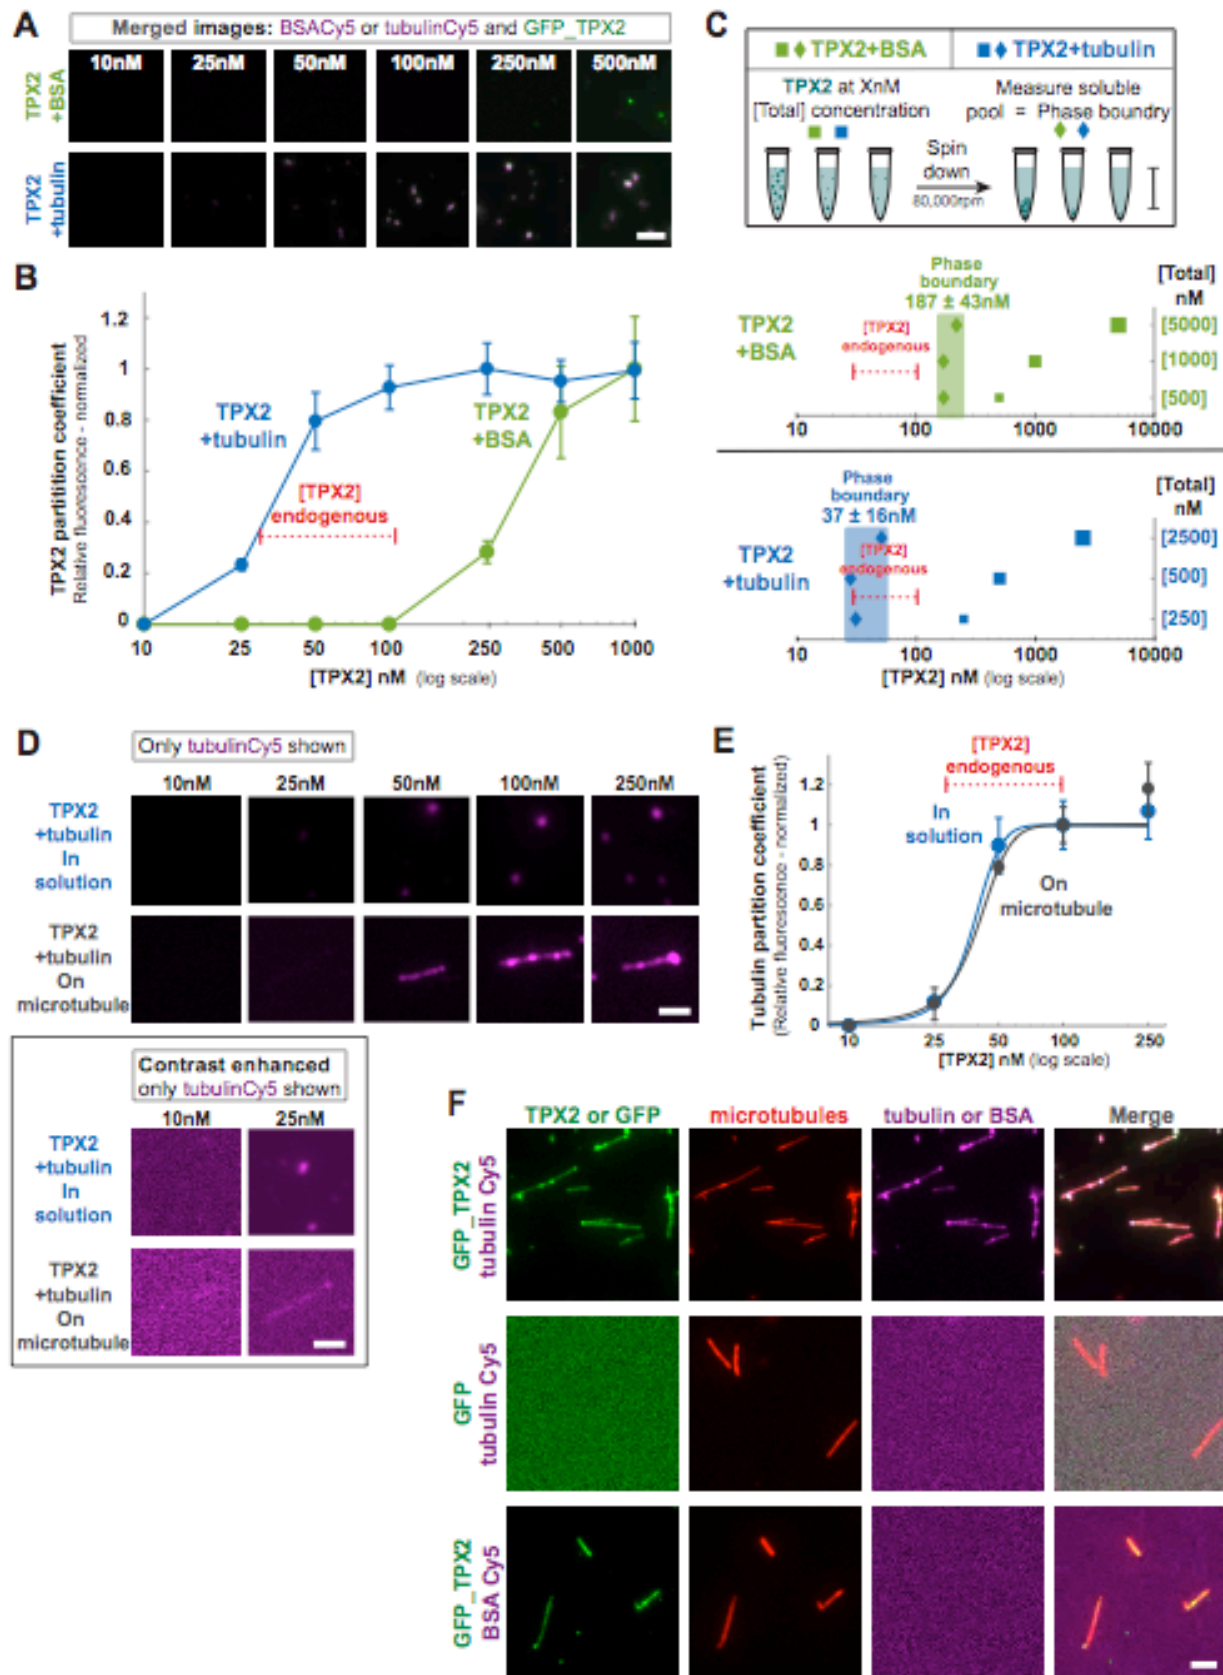 A
Merged images: BSACy5 or tubulinCy5 and GFP_TPX2
10nM 25nM 50nM 100nM 250nM 500nM
TPX2
+BSA
TPX2
+tubulin
B
TPX2 partitition coefficient
Relative fluorescence - normalized
1.2
1
0.8
0.6
0.4
0.2
0
TPX2
+tubulin
TPX2
+BSA
[TPX2]
endogenous
10 25 50 100 250 500 1000
[TPX2] nM (log scale)
C
TPX2+BSA TPX2+tubulin
TPX2 at XnM
[Total] concentration
Measure soluble
pool = Phase boundry
Spin
down
80,000rpm
Phase
boundary
187 ± 43nM
[Total]
nM
TPX2
+BSA
[TPX2]
endogenous
[5000]
[1000]
[500]
10 100 1000 10000
Phase
boundary
37 ± 16nM
[Total]
nM
TPX2
+tubulin
[TPX2]
endogenous
[2500]
[500]
[250]
10 100 1000 10000
[TPX2] nM (log scale)
D
Only tubulinCy5 shown
10nM 25nM 50nM 100nM 250nM
TPX2
+tubulin
In
solution
TPX2
+tubulin
On
microtubule
Contrast enhanced
only tubulinCy5 shown
10nM 25nM
TPX2
+tubulin
In
solution
TPX2
+tubulin
On
microtubule
E
Tubulin partition coefficient
(Relative fluorescence - normalized)
1.2
1
0.8
0.6
0.4
0.2
0
[TPX2]
endogenous
In
solution
On
microtubule
10 25 50 100 250
[TPX2] nM (log scale)
F
TPX2 or GFP microtubules tubulin or BSA Merge
GFP_TPX2
tubulin Cy5
GFP
tubulin Cy5
GFP_TPX2
BSA Cy5